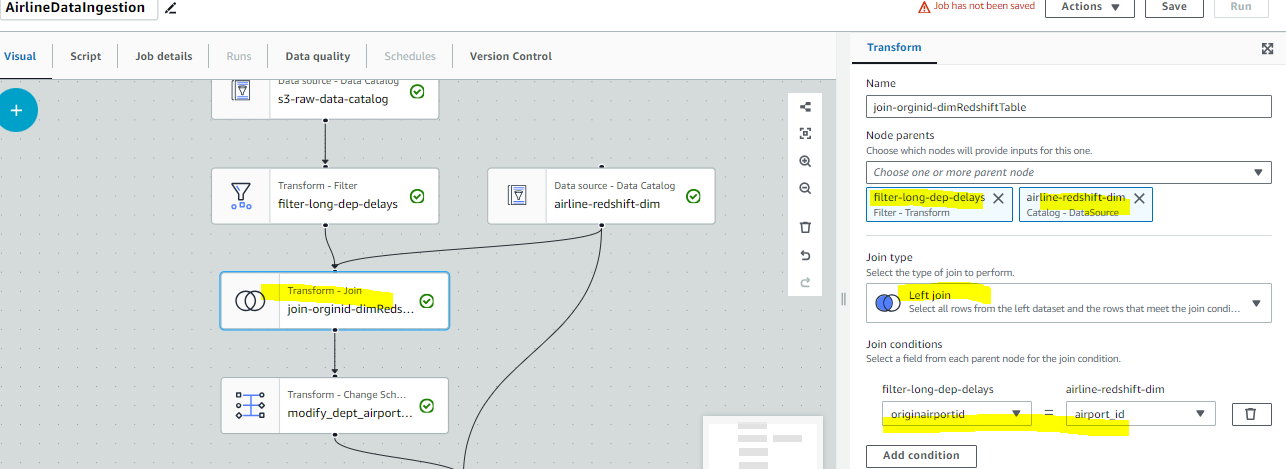 AirlineDataIngestion
Job has not been saved
Actions
Save
Run
Visual
Script
Job details
Runs
Data quality
Schedules
Version Control
Data source - Data Catalog
s3-raw-data-catalog
Transform - Filter
filter-long-dep-delays
Data source - Data Catalog
airline-redshift-dim
Transform - Join
join-orginid-dimReds...
Transform - Change Sch...
modify_dept_airport...
Transform
Name
join-orginid-dimRedshiftTable
Node parents
Choose which nodes will provide inputs for this one.
Choose one or more parent node
filter-long-dep-delays
Filter - Transform
airline-redshift-dim
Catalog - DataSource
Join type
Select the type of join to perform.
Left join
Select all rows from the left dataset and the rows that meet the join condi...
Join conditions
Select a field from each parent node for the join condition.
filter-long-dep-delays
airline-redshift-dim
originairportid
=
airport_id
Add condition